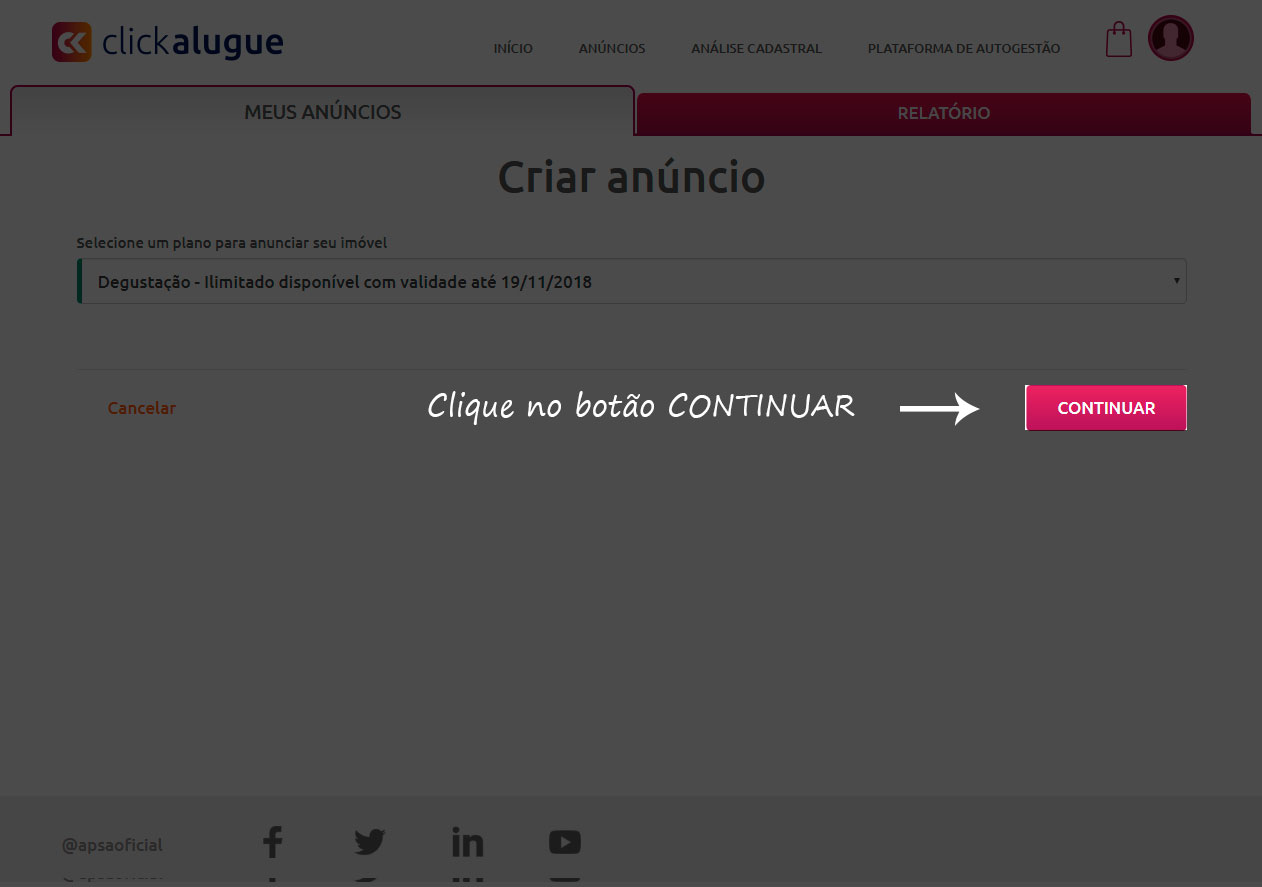 clickalugue
INÍCIO ANÚNCIOS ANÁLISE CADASTRAL PLATAFORMA DE AUTOGESTÃO
MEUS ANÚNCIOS RELATÓRIO
Criar anúncio
Selecione um plano para anunciar seu imóvel
Degustação - Ilimitado disponível com validade até 19/11/2018
Cancelar Clique no botão CONTINUAR CONTINUAR
@apsaoficial